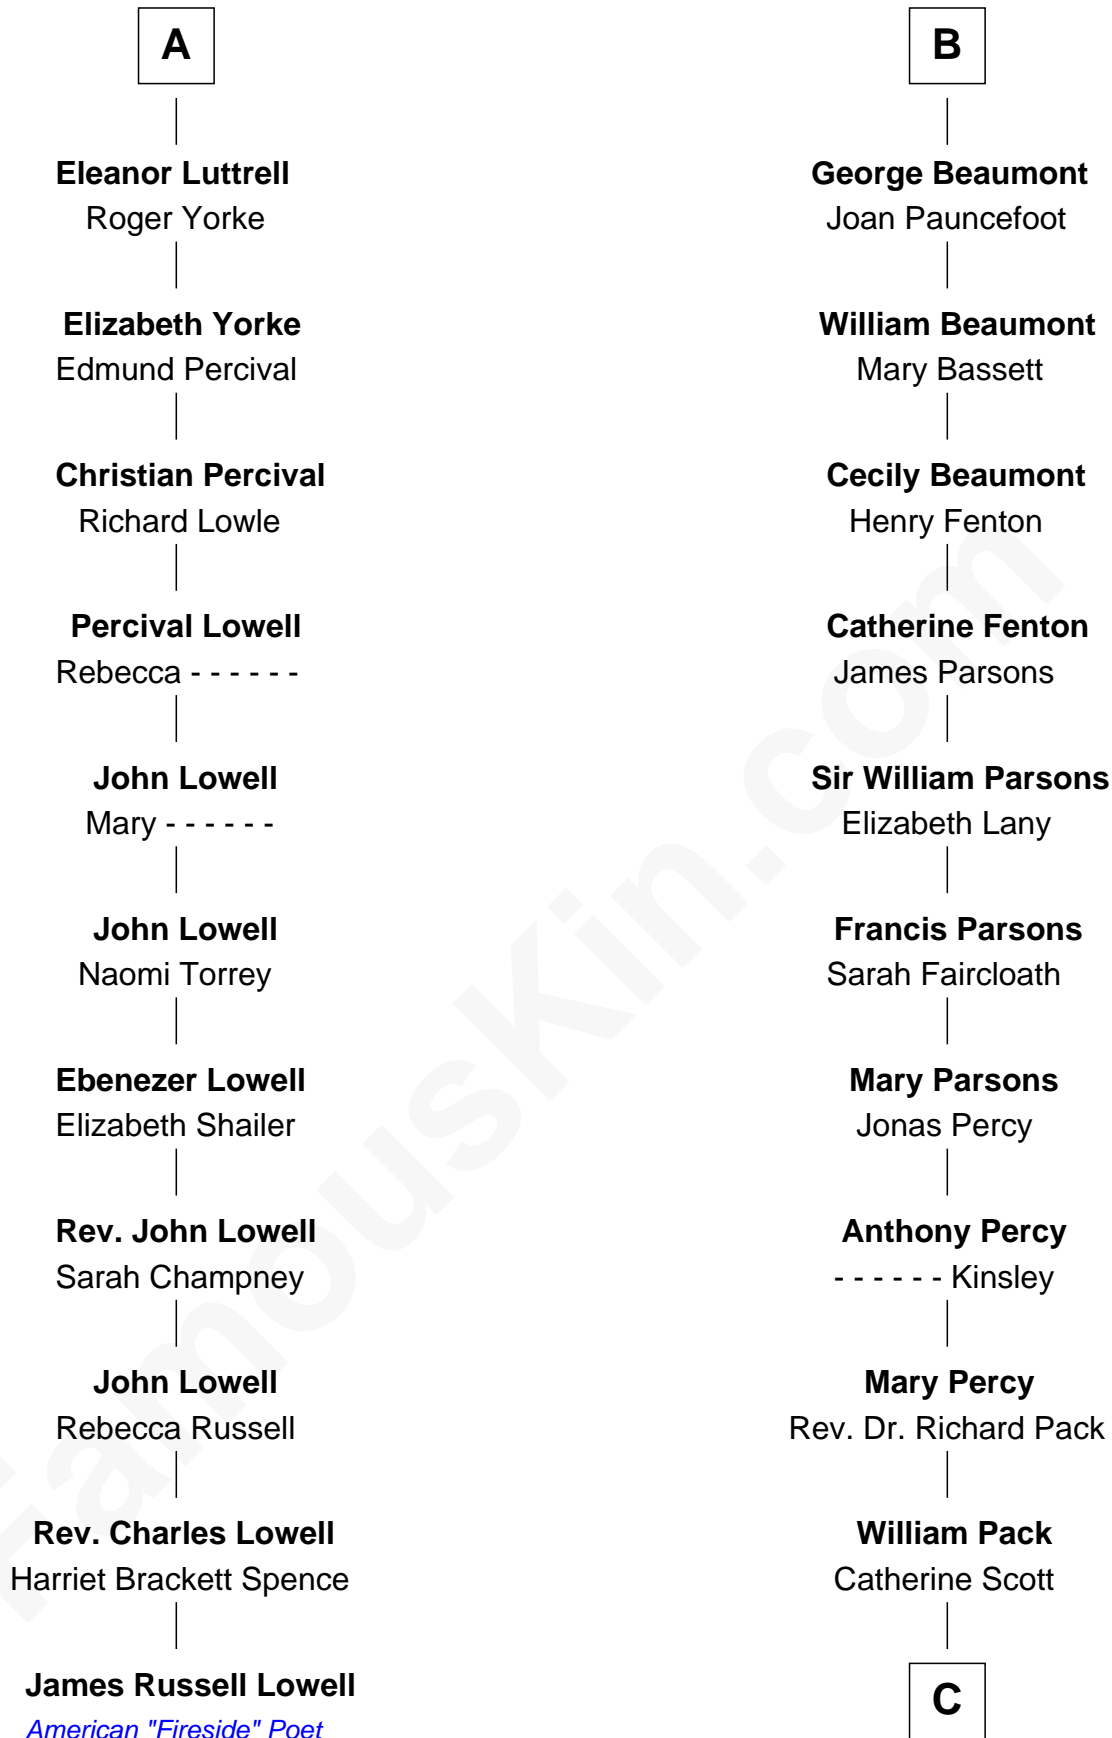 A
Eleanor Luttrell
Roger Yorke
Elizabeth Yorke
Edmund Percival
Christian Percival
Richard Lowle
Percival Lowell
Rebecca - - - - - -
John Lowell
Mary - - - - - -
John Lowell
Naomi Torrey
Ebenezer Lowell
Elizabeth Shailer
Rev. John Lowell
Sarah Champney
John Lowell
Rebecca Russell
Rev. Charles Lowell
Harriet Brackett Spence
James Russell Lowell
American "Fireside" Poet
B
George Beaumont
Joan Pauncefoot
William Beaumont
Mary Bassett
Cecily Beaumont
Henry Fenton
Catherine Fenton
James Parsons
Sir William Parsons
Elizabeth Lany
Francis Parsons
Sarah Faircloath
Mary Parsons
Jonas Percy
Anthony Percy
- - - - - - Kinsley
Mary Percy
Rev. Dr. Richard Pack
William Pack
Catherine Scott
C
FamousKin.com